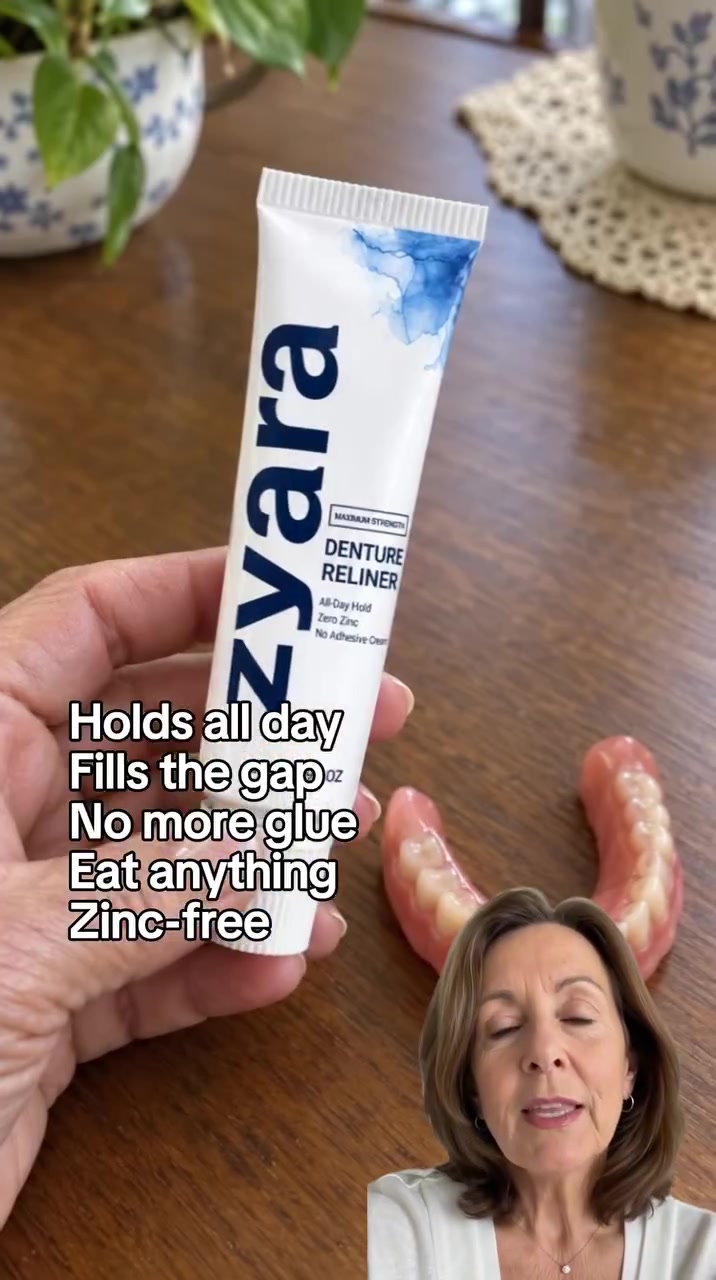 zyara
MAXIMUM STRENGTH
DENTURE
RELINER
All-Day Hold
Zero Zinc
No Adhesive Cream
OZ
Holds all day
Fills the gap
No more glue
Eat anything
Zinc-free